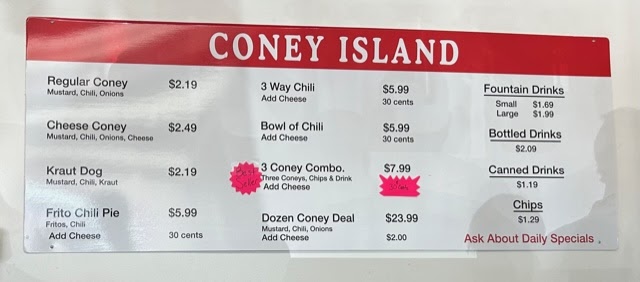 CONEY ISLAND
Regular Coney $2.19
Mustard, Chili, Onions
Cheese Coney $2.49
Mustard, Chili, Onions, Cheese
Kraut Dog $2.19
Mustard, Chili, Kraut
Frito Chili Pie $5.99
Fritos, Chili
Add Cheese 30 cents
3 Way Chili $5.99
Add Cheese 30 cents
Bowl of Chili $5.99
Add Cheese 30 cents
Best Seller
3 Coney Combo. $7.99
Three Coneys, Chips & Drink
Add Cheese
Dozen Coney Deal $23.99
Mustard, Chili, Onions
Add Cheese $2.00
Fountain Drinks
Small $1.69
Large $1.99
Bottled Drinks
$2.09
Canned Drinks
$1.19
Chips
$1.29
Ask About Daily Specials .